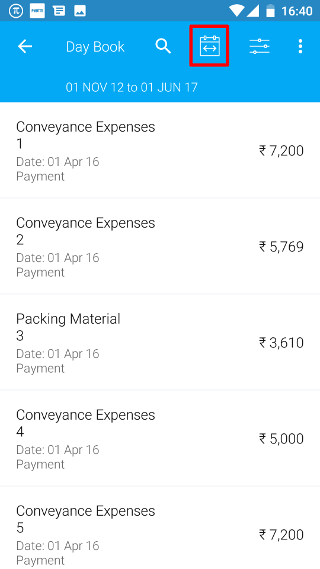 16:40
Day Book
01 NOV 12 to 01 JUN 17
Conveyance Expenses
1
₹ 7,200
Date: 01 Apr 16
Payment
Conveyance Expenses
2
₹ 5,769
Date: 01 Apr 16
Payment
Packing Material
3
₹ 3,610
Date: 01 Apr 16
Payment
Conveyance Expenses
4
₹ 5,000
Date: 01 Apr 16
Payment
Conveyance Expenses
5
₹ 7,200
Date: 01 Apr 16
Payment